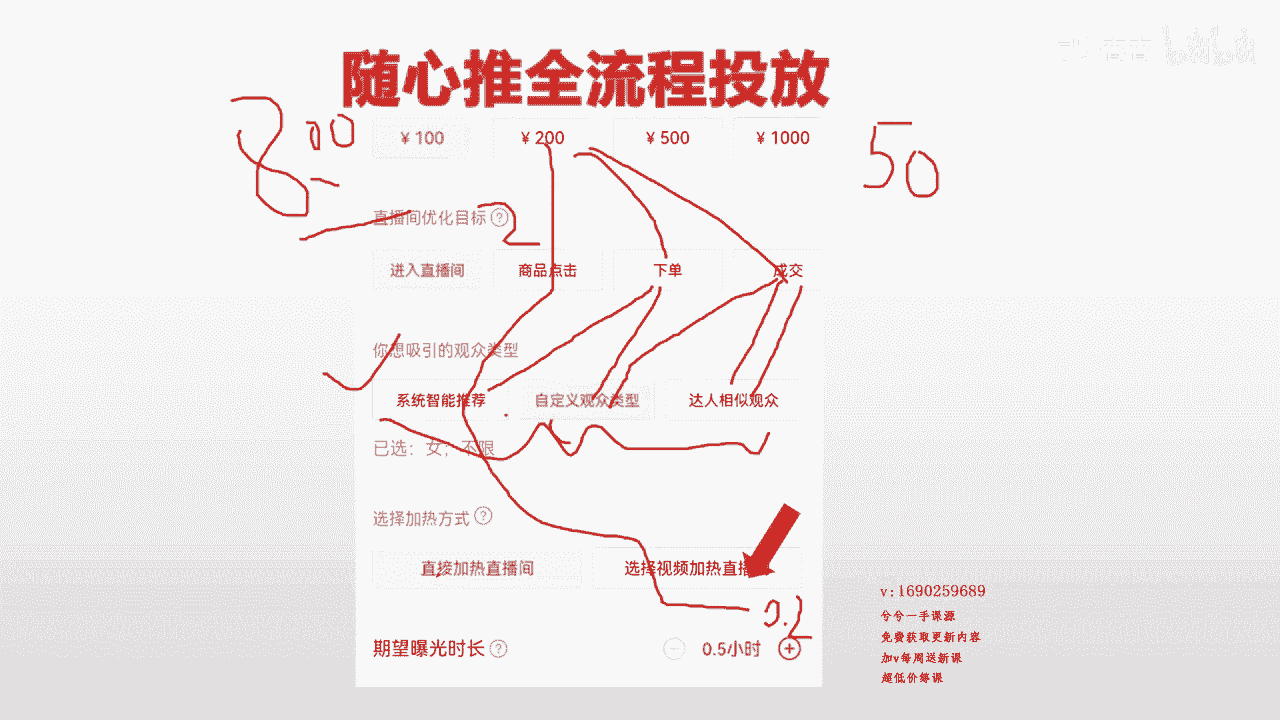 随心推全流程投放
800
¥ 100 ¥ 200 ¥ 500 ¥ 1000
50
直播间优化目标 ?
2
进入直播间 商品点击 下单 成交
你想吸引的观众类型
系统智能推荐 自定义观众类型 达人相似观众
已选：女；不限
选择加热方式 ?
直接加热直播间 选择视频加热直播
0.2
期望曝光时长 ? 0.5小时
v:1690259689
兮兮一手课源
免费获取更新内容
加v每周送新课
超低价筹课
bilibili